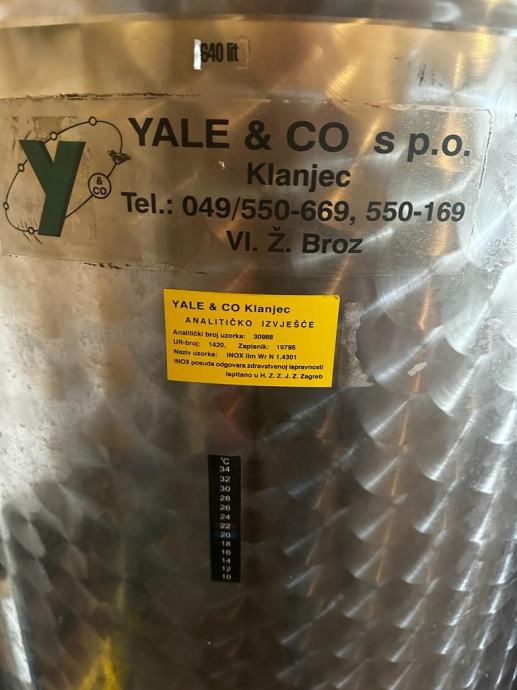 640 lit
YALE & CO s p.o.
Klanjec
Tel.: 049/550-669, 550-169
Vl. Ž. Broz
Y
& CO
YALE & CO Klanjec
ANALITIČKO IZVJEŠĆE
Analitički broj uzorka: 30988
UR-broj: 1420, Zapisnik: 19795
Naziv uzorka: INOX lim Wr N 1.4301
INOX posuda odgovara zdravstvenoj ispravnosti
Ispitano u H. Z. Z. J. Z. Zagreb
°C
34
32
30
28
26
24
22
20
18
16
14
12
10